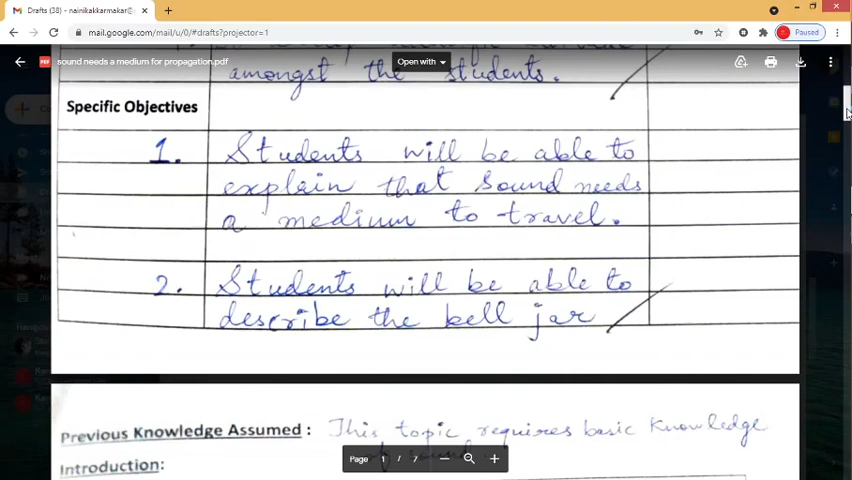 Drafts (38) - nainikakkarmakar@
mail.google.com/mail/u/0/#drafts?projector=1
Paused
sound needs a medium for propagation.pdf
Open with
amongst the students.
Specific Objectives
1. Students will be able to
explain that sound needs
a medium to travel.
2. Students will be able to
describe the bell jar
Previous Knowledge Assumed : This topic requires basic knowledge
of sound.
Introduction:
Page 1 / 7